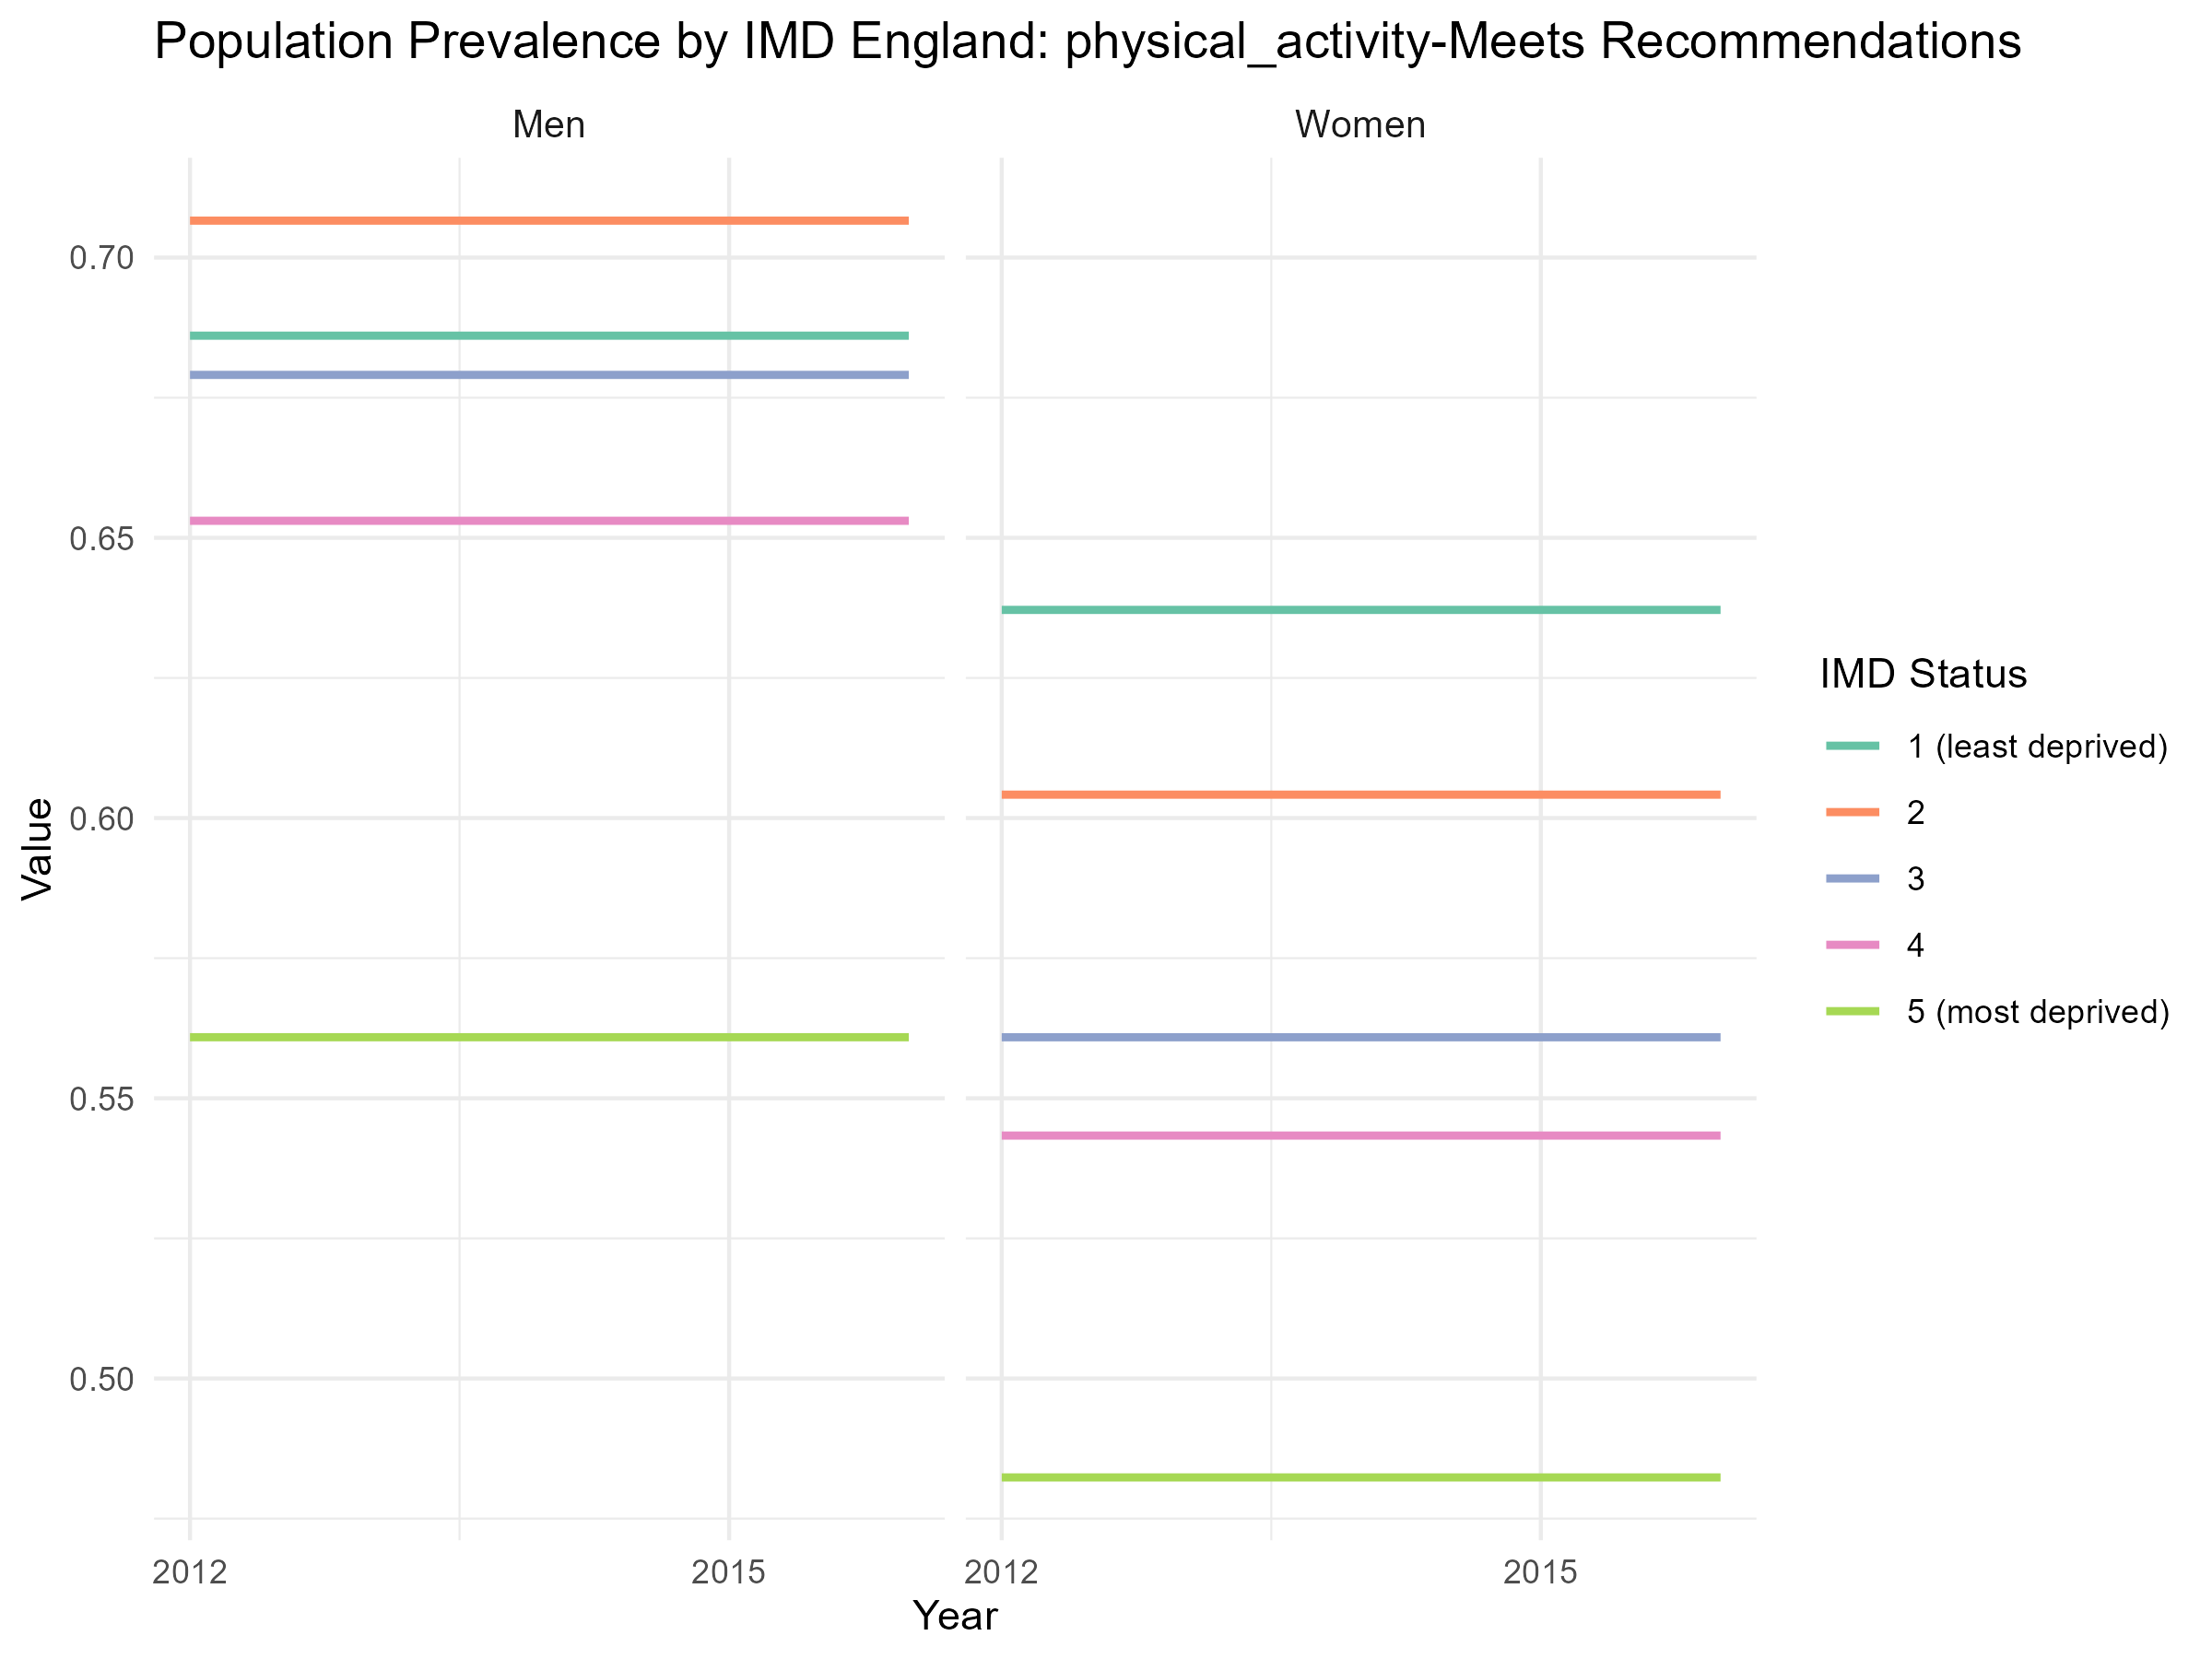 Population Prevalence by IMD England: physical_activity-Meets Recommendations
Men
Women
0.70
0.65
0.60
0.55
0.50
Value
2012
2015
2012
2015
Year
IMD Status
1 (least deprived)
2
3
4
5 (most deprived)